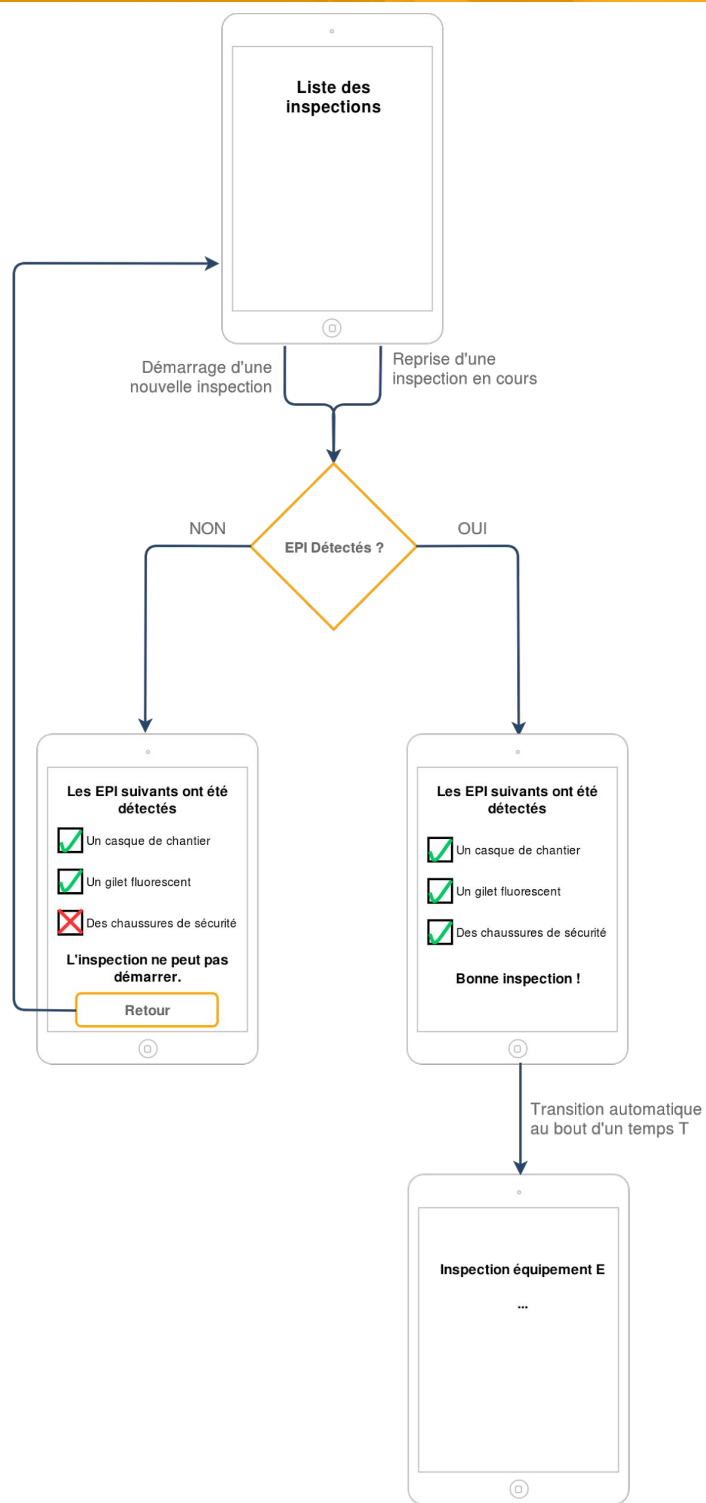 Liste des
inspections
Démarrage d'une
nouvelle inspection
Reprise d'une
inspection en cours
NON
EPI Détectés ?
OUI
Les EPI suivants ont été
détectés
Un casque de chantier
Un gilet fluorescent
Des chaussures de sécurité
L'inspection ne peut pas
démarrer.
Retour
Les EPI suivants ont été
détectés
Un casque de chantier
Un gilet fluorescent
Des chaussures de sécurité
Bonne inspection !
Transition automatique
au bout d'un temps T
Inspection équipement E
...